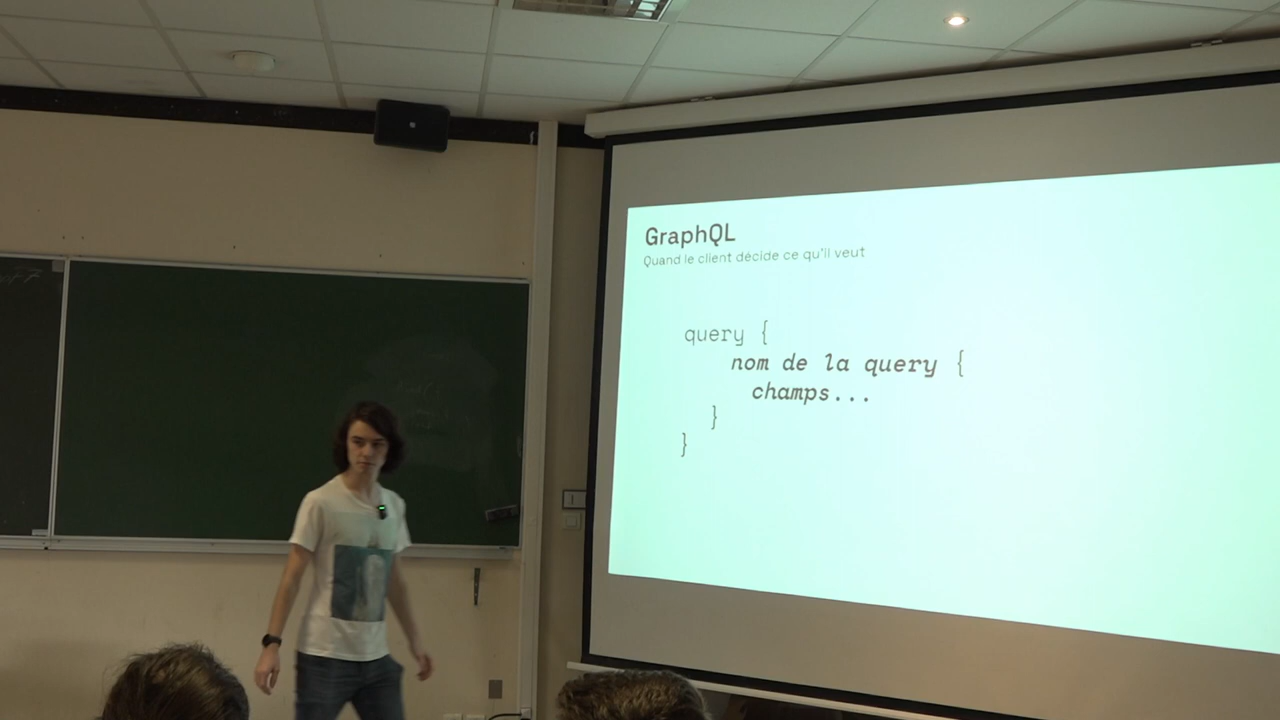 GraphQL
Quand le client décide ce qu'il veut
query {
nom de la query {
champs...
}
}